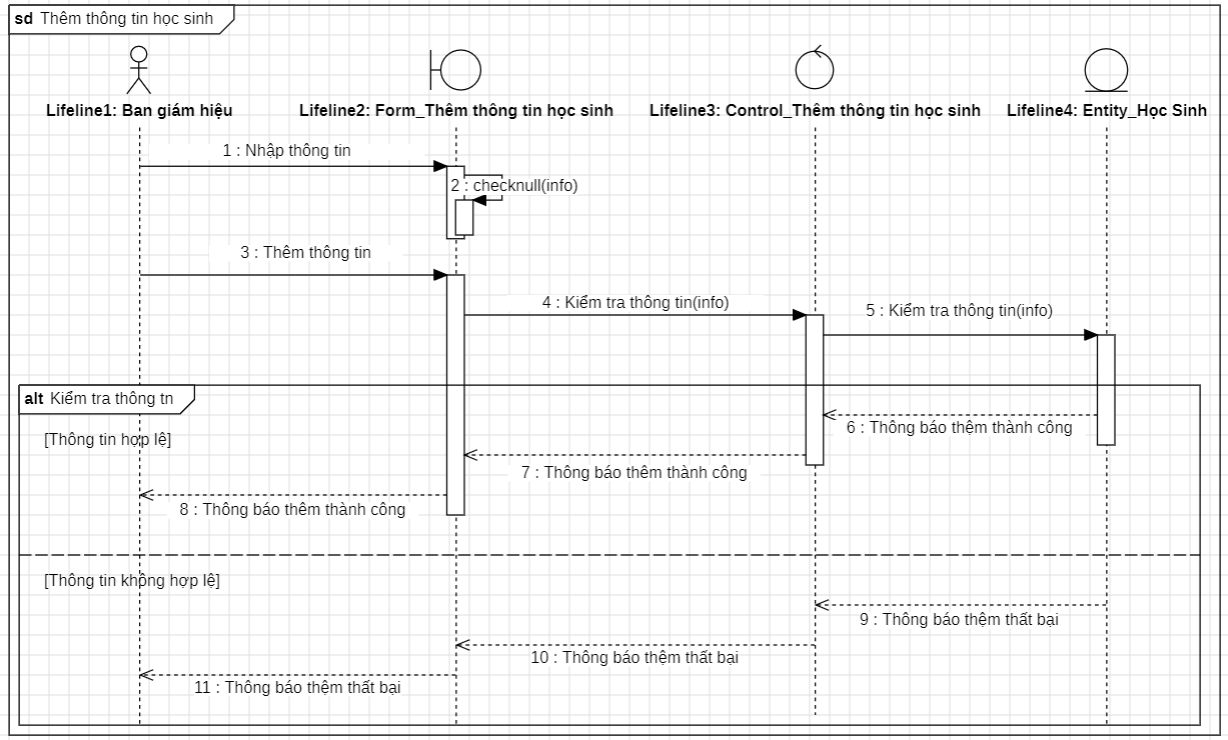 sd Thêm thông tin học sinh
Lifeline1: Ban giám hiệu
Lifeline2: Form_Thêm thông tin học sinh
Lifeline3: Control_Thêm thông tin học sinh
Lifeline4: Entity_Học Sinh
1 : Nhập thông tin
2 : checknull(info)
3 : Thêm thông tin
4 : Kiểm tra thông tin(info)
5 : Kiểm tra thông tin(info)
alt Kiểm tra thông tn
[Thông tin hợp lệ]
6 : Thông báo thệm thành công
7 : Thông báo thêm thành công
8 : Thông báo thêm thành công
[Thông tin không hợp lệ]
9 : Thông báo thệm thất bại
10 : Thông báo thệm thất bại
11 : Thông báo thệm thất bại